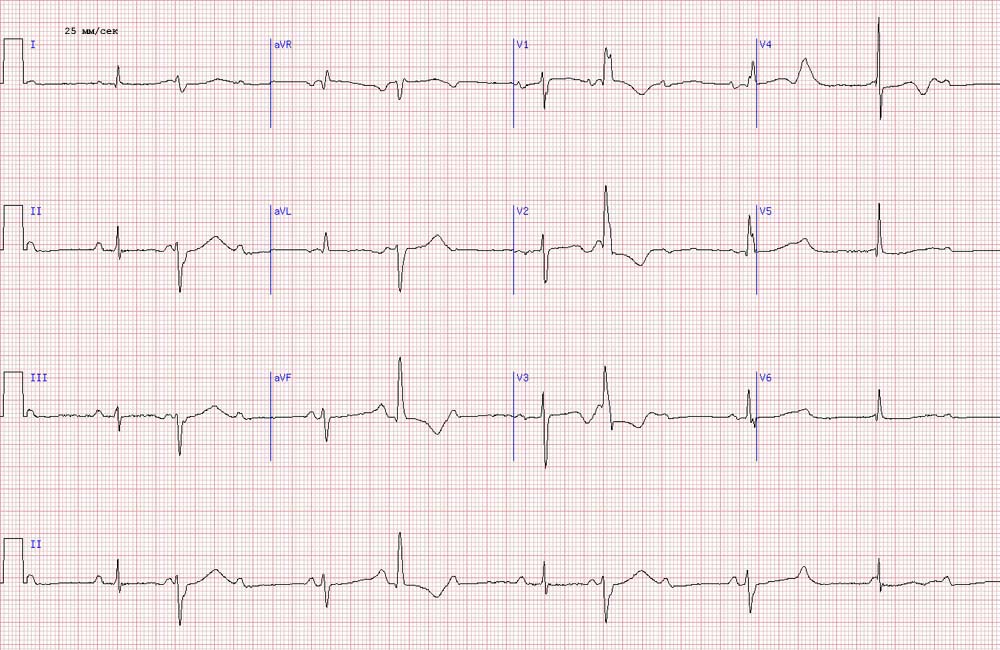 25 мм/сек
I aVR V1 V4
II aVL V2 V5
III aVF V3 V6
II